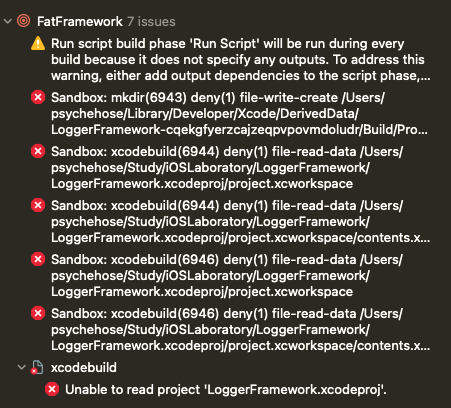 FatFramework 7 issues
Run script build phase 'Run Script' will be run during every
build because it does not specify any outputs. To address this
warning, either add output dependencies to the script phase,...
Sandbox: mkdir(6943) deny(1) file-write-create /Users/
psychehose/Library/Developer/Xcode/DerivedData/
LoggerFramework-cqekgfyerzcajzeqpvpovmdoludr/Build/Pro...
Sandbox: xcodebuild(6944) deny(1) file-read-data /Users/
psychehose/Study/iOSLaboratory/LoggerFramework/
LoggerFramework.xcodeproj/project.xcworkspace
Sandbox: xcodebuild(6944) deny(1) file-read-data /Users/
psychehose/Study/iOSLaboratory/LoggerFramework/
LoggerFramework.xcodeproj/project.xcworkspace/contents.x...
Sandbox: xcodebuild(6946) deny(1) file-read-data /Users/
psychehose/Study/iOSLaboratory/LoggerFramework/
LoggerFramework.xcodeproj/project.xcworkspace
Sandbox: xcodebuild(6946) deny(1) file-read-data /Users/
psychehose/Study/iOSLaboratory/LoggerFramework/
LoggerFramework.xcodeproj/project.xcworkspace/contents.x...
xcodebuild
Unable to read project 'LoggerFramework.xcodeproj'.